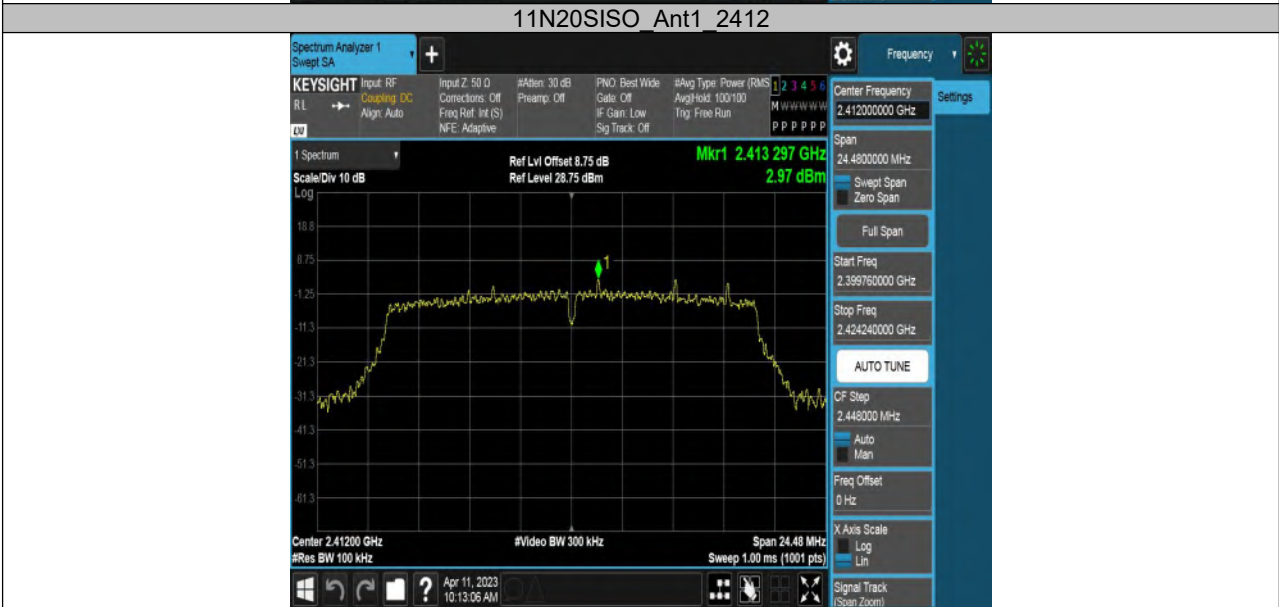 11N20SISO_Ant1_2412
Spectrum Analyzer 1
Swept SA
+
Frequency
KEYSIGHT
RL
Input: RF
Coupling: DC
Align: Auto
Input Z: 50 Ω
Corrections: Off
Freq Ref: Int (S)
NFE: Adaptive
#Atten: 30 dB
Preamp: Off
PNO: Best Wide
Gate: Off
IF Gain: Low
Sig Track: Off
#Avg Type: Power (RMS
Avg|Hold: 100/100
Trig: Free Run
1 2 3 4 5 6
M W W W W W
P P P P P P
Center Frequency
2.412000000 GHz
Settings
1 Spectrum
Scale/Div 10 dB
Log
Ref Lvl Offset 8.75 dB
Ref Level 28.75 dBm
Mkr1 2.413 297 GHz
2.97 dBm
Span
24.4800000 MHz
Swept Span
Zero Span
Full Span
Start Freq
2.399760000 GHz
Stop Freq
2.424240000 GHz
AUTO TUNE
CF Step
2.448000 MHz
Auto
Man
Freq Offset
0 Hz
X Axis Scale
Log
Lin
Signal Track
(Span Zoom)
18.8
8.75
1
-1.25
-11.3
-21.3
-31.3
-41.3
-51.3
-61.3
Center 2.41200 GHz
#Res BW 100 kHz
#Video BW 300 kHz
Span 24.48 MHz
Sweep 1.00 ms (1001 pts)
?
Apr 11, 2023
10:13:06 AM